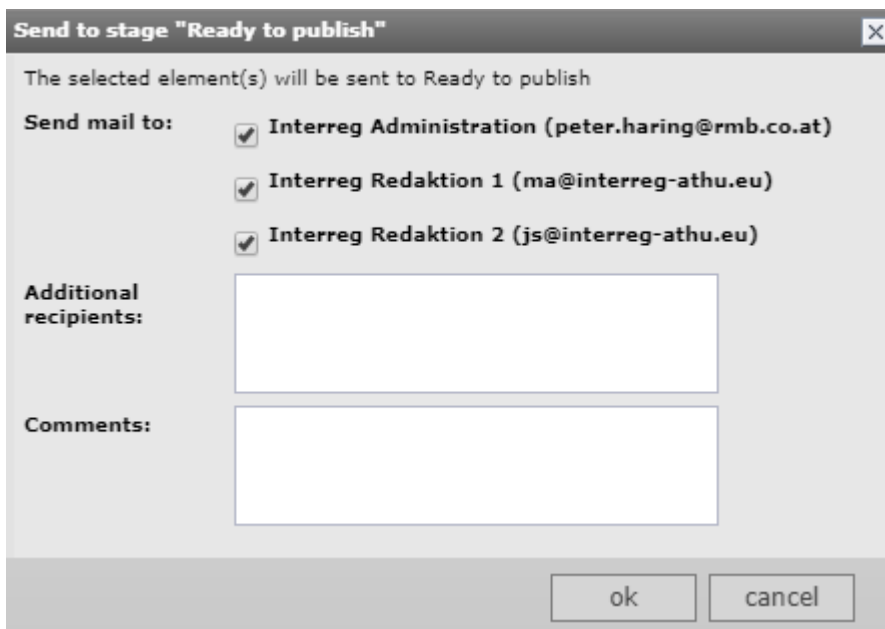 Send to stage "Ready to publish"
The selected element(s) will be sent to Ready to publish
Send mail to:
Interreg Administration (peter.haring@rmb.co.at)
Interreg Redaktion 1 (ma@interreg-athu.eu)
Interreg Redaktion 2 (js@interreg-athu.eu)
Additional
recipients:
Comments:
ok
cancel